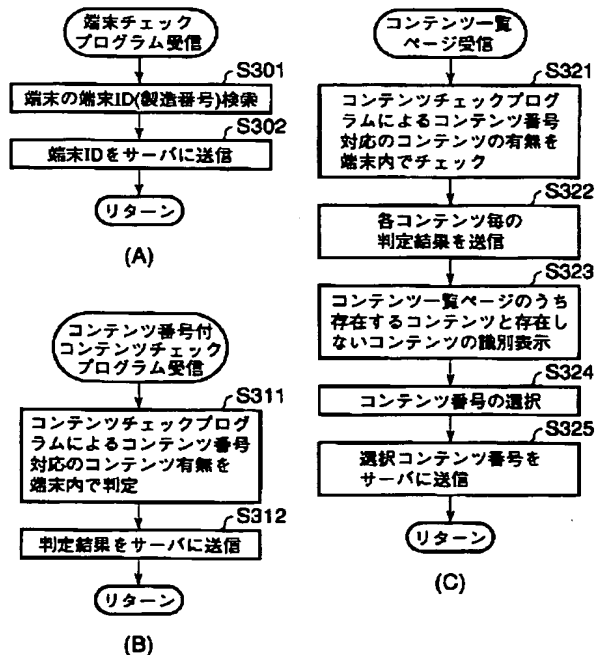 端末チェック
プログラム受信
S301
端末の端末ID(製造番号)検索
S302
端末IDをサーバに送信
リターン
(A)
コンテンツ番号付
コンテンツチェック
プログラム受信
S311
コンテンツチェックプログ
ラムによるコンテンツ番号
対応のコンテンツ有無を
端末内で判定
S312
判定結果をサーバに送信
リターン
(B)
コンテンツ一覧
ページ受信
S321
コンテンツチェックプログ
ラムによるコンテンツ番号
対応のコンテンツの有無を
端末内でチェック
S322
各コンテンツ毎の
判定結果を送信
S323
コンテンツ一覧ページのうち
存在するコンテンツと存在し
ないコンテンツの識別表示
S324
コンテンツ番号の選択
S325
選択コンテンツ番号を
サーバに送信
リターン
(C)